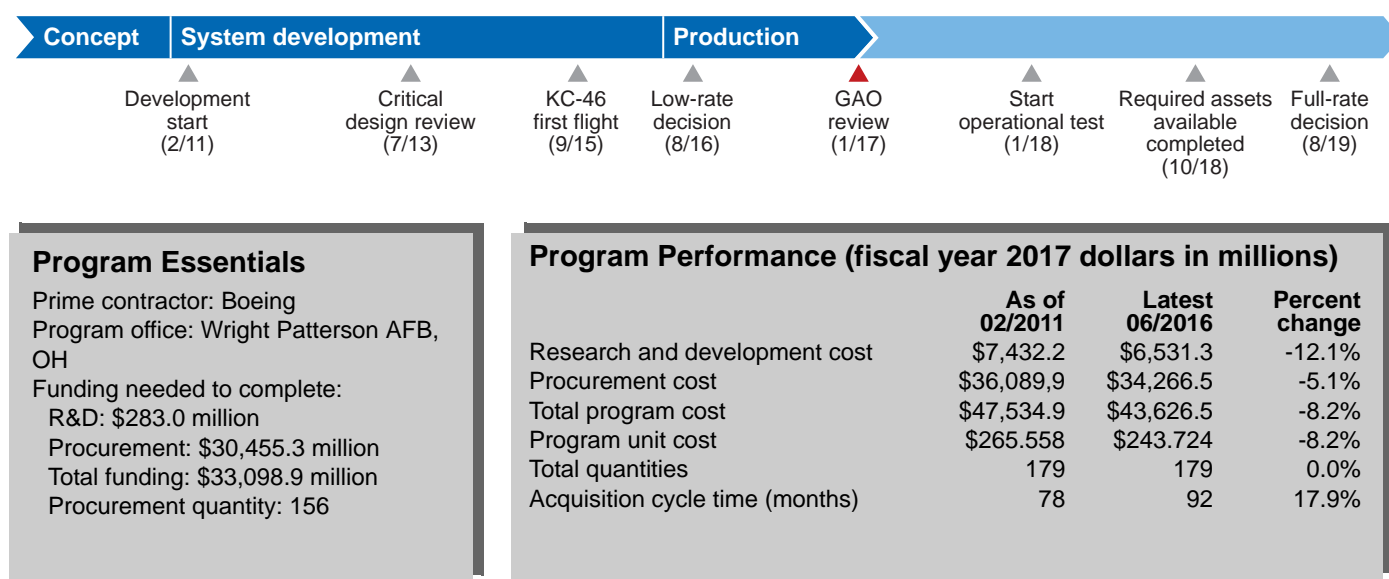 Concept System development Production
Development start (2/11)
Critical design review (7/13)
KC-46 first flight (9/15)
Low-rate decision (8/16)
GAO review (1/17)
Start operational test (1/18)
Required assets available completed (10/18)
Full-rate decision (8/19)
Program Essentials
Prime contractor: Boeing
Program office: Wright Patterson AFB,
OH
Funding needed to complete:
R&D: $283.0 million
Procurement: $30,455.3 million
Total funding: $33,098.9 million
Procurement quantity: 156
Program Performance (fiscal year 2017 dollars in millions)
As of 02/2011 Latest 06/2016 Percent change
Research and development cost $7,432.2 $6,531.3 -12.1%
Procurement cost $36,089,9 $34,266.5 -5.1%
Total program cost $47,534.9 $43,626.5 -8.2%
Program unit cost $265.558 $243.724 -8.2%
Total quantities 179 179 0.0%
Acquisition cycle time (months) 78 92 17.9%